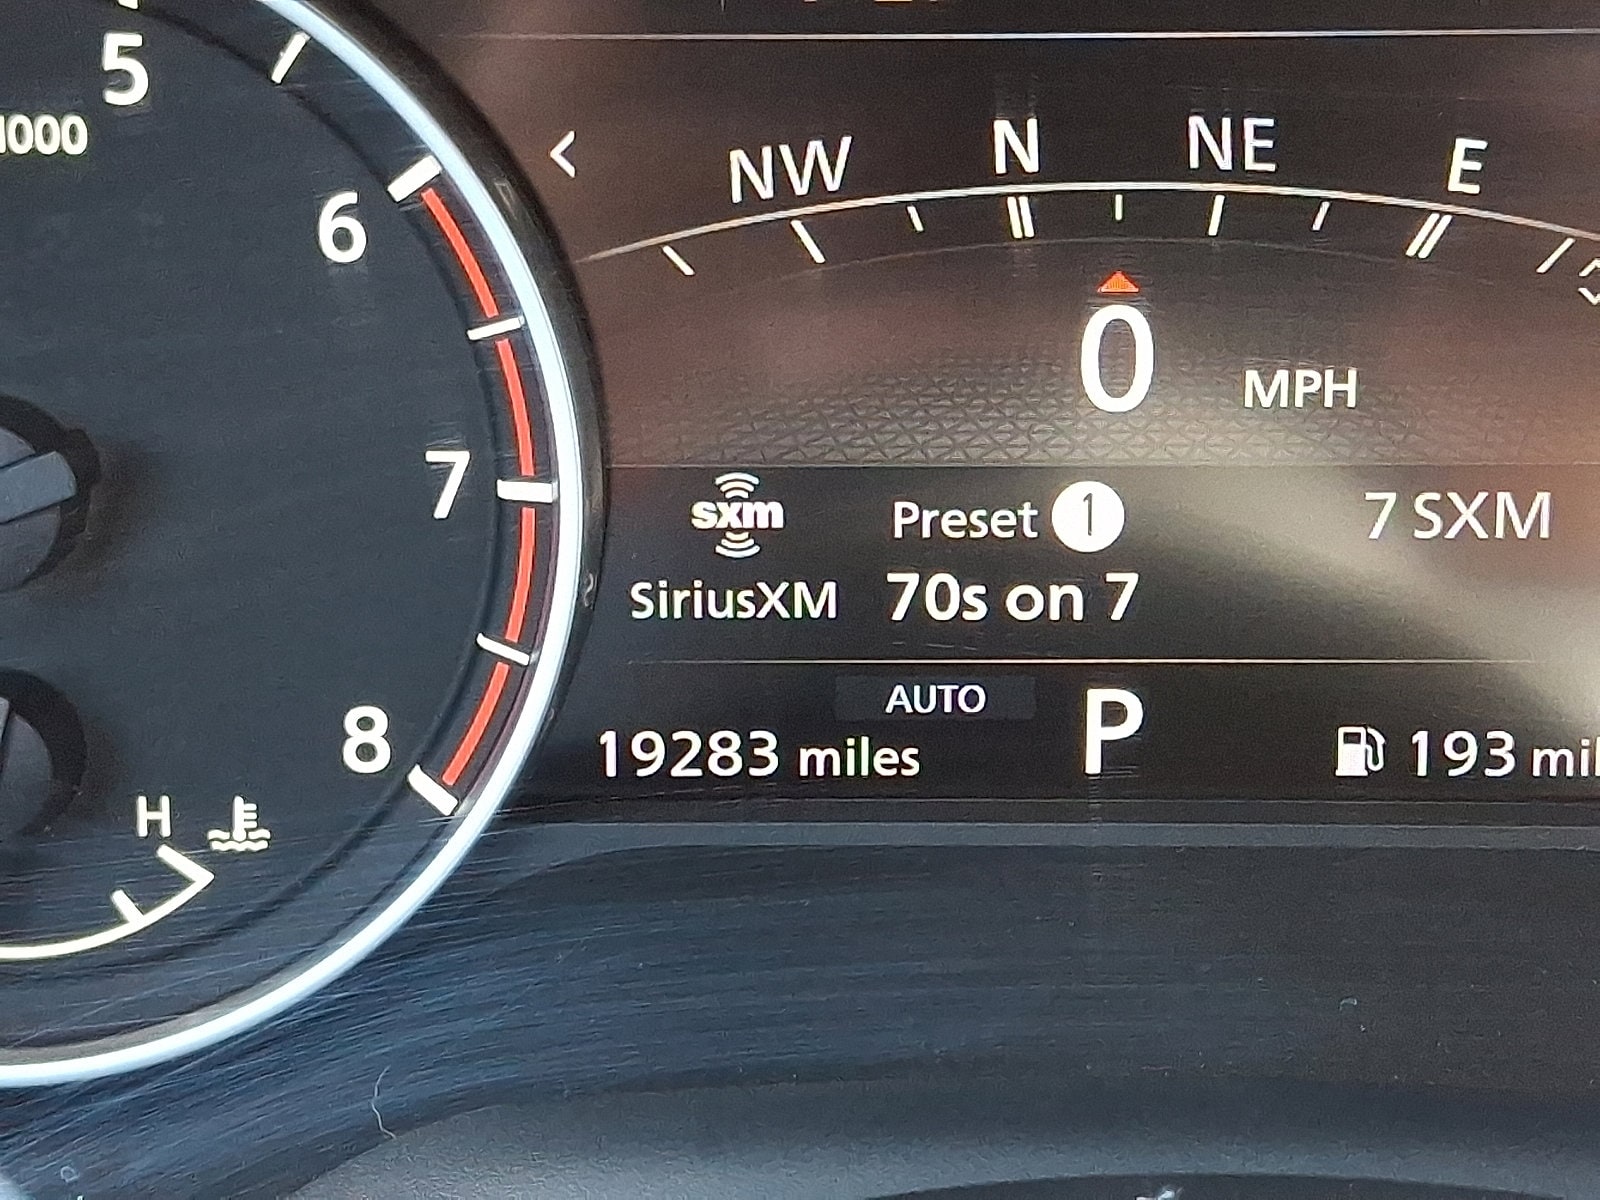 5
1000
6
7
8
H
NW N NE E
0 MPH
sxm
SiriusXM
Preset 1
7 SXM
70s on 7
AUTO
P
19283 miles
193